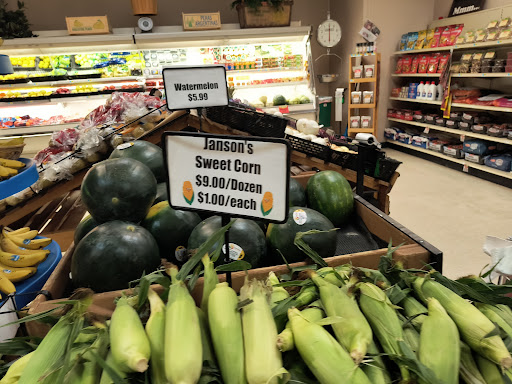 Watermelon
$5.99
Janson's
Sweet Corn
$9.00/Dozen
$1.00/each